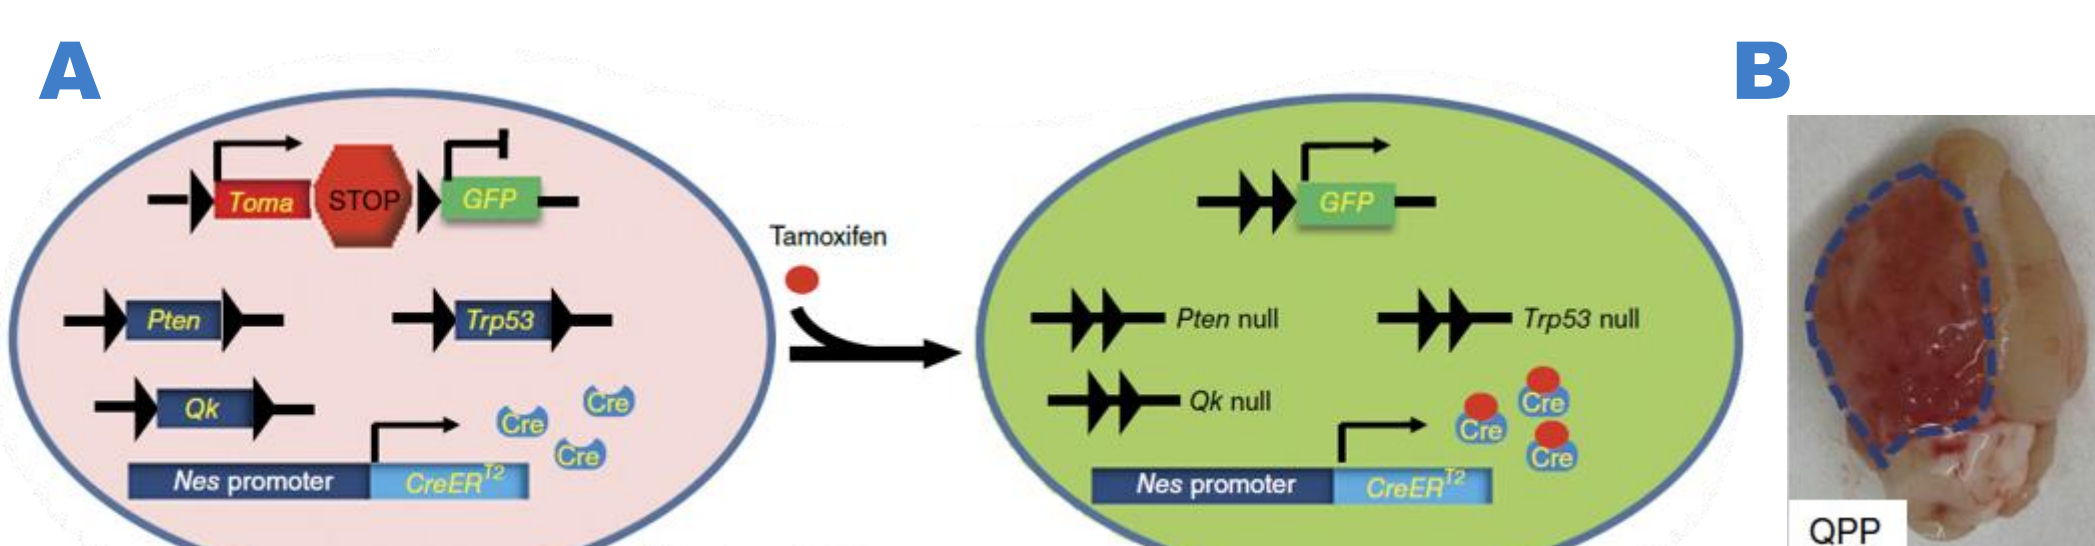 A
B
Toma STOP GFP
Pten
Trp53
Qk
Cre
Cre
Cre
Nes promoter CreER^T2
Tamoxifen
GFP
Pten null
Trp53 null
Qk null
Cre
Cre
Cre
Nes promoter CreER^T2
QPP